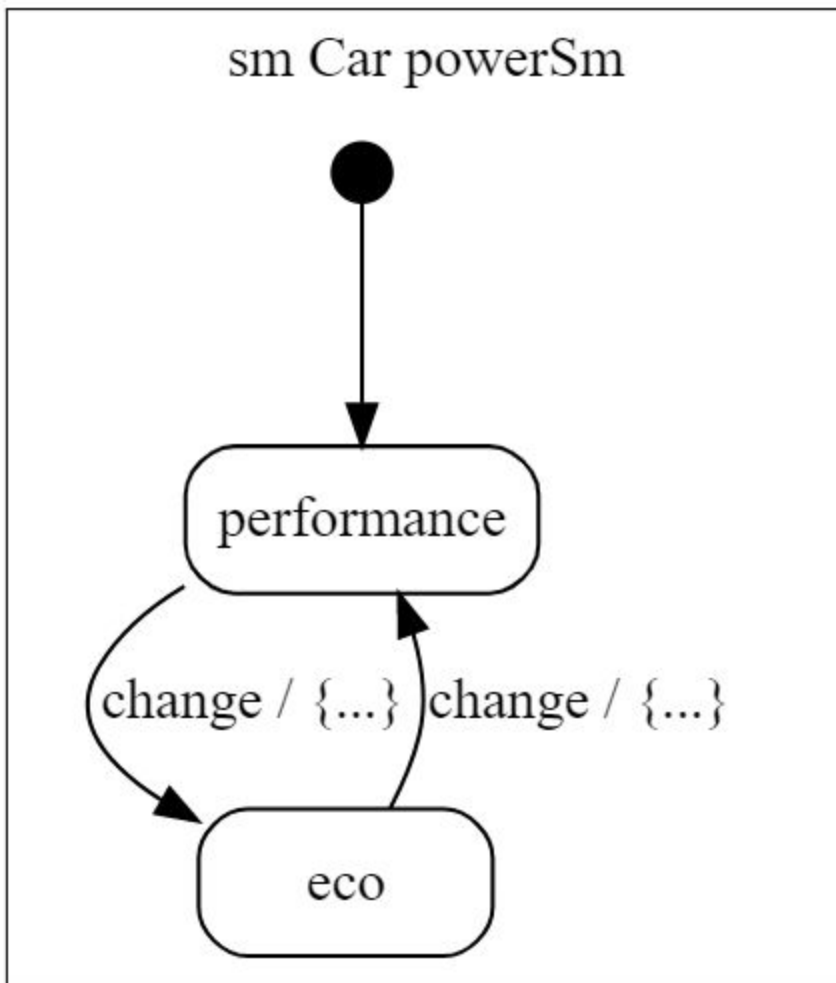 sm Car powerSm
performance
change / {...} change / {...}
eco